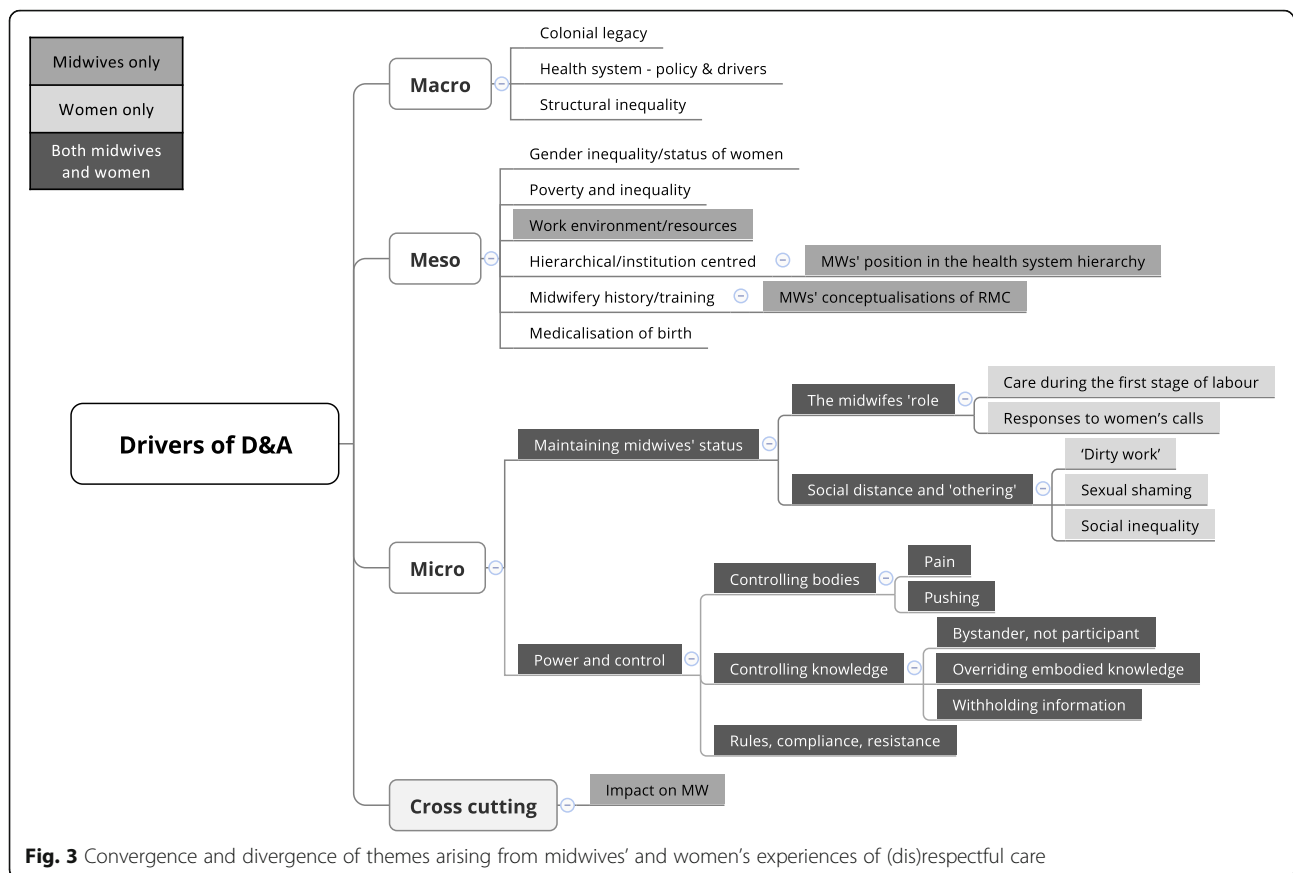 Midwives only
Women only
Both midwives
and women
Drivers of D&A
Macro
Colonial legacy
Health system - policy & drivers
Structural inequality
Meso
Gender inequality/status of women
Poverty and inequality
Work environment/resources
Hierarchical/institution centred
MWs' position in the health system hierarchy
Midwifery history/training
MWs' conceptualisations of RMC
Medicalisation of birth
Micro
Maintaining midwives' status
The midwifes 'role
Care during the first stage of labour
Responses to women’s calls
Social distance and 'othering'
‘Dirty work’
Sexual shaming
Social inequality
Power and control
Controlling bodies
Pain
Pushing
Controlling knowledge
Bystander, not participant
Overriding embodied knowledge
Withholding information
Rules, compliance, resistance
Cross cutting
Impact on MW
Fig. 3 Convergence and divergence of themes arising from midwives’ and women’s experiences of (dis)respectful care